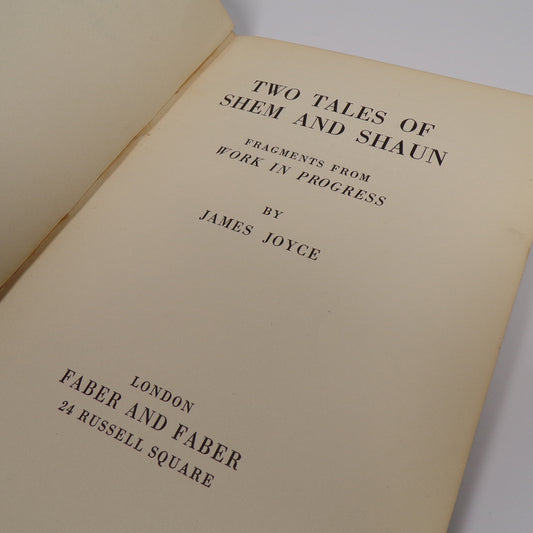 TWO TALES OF
SHEM AND SHAUN
FRAGMENTS FROM
WORK IN PROGRESS
BY
JAMES JOYCE
LONDON
FABER AND FABER
24 RUSSELL SQUARE